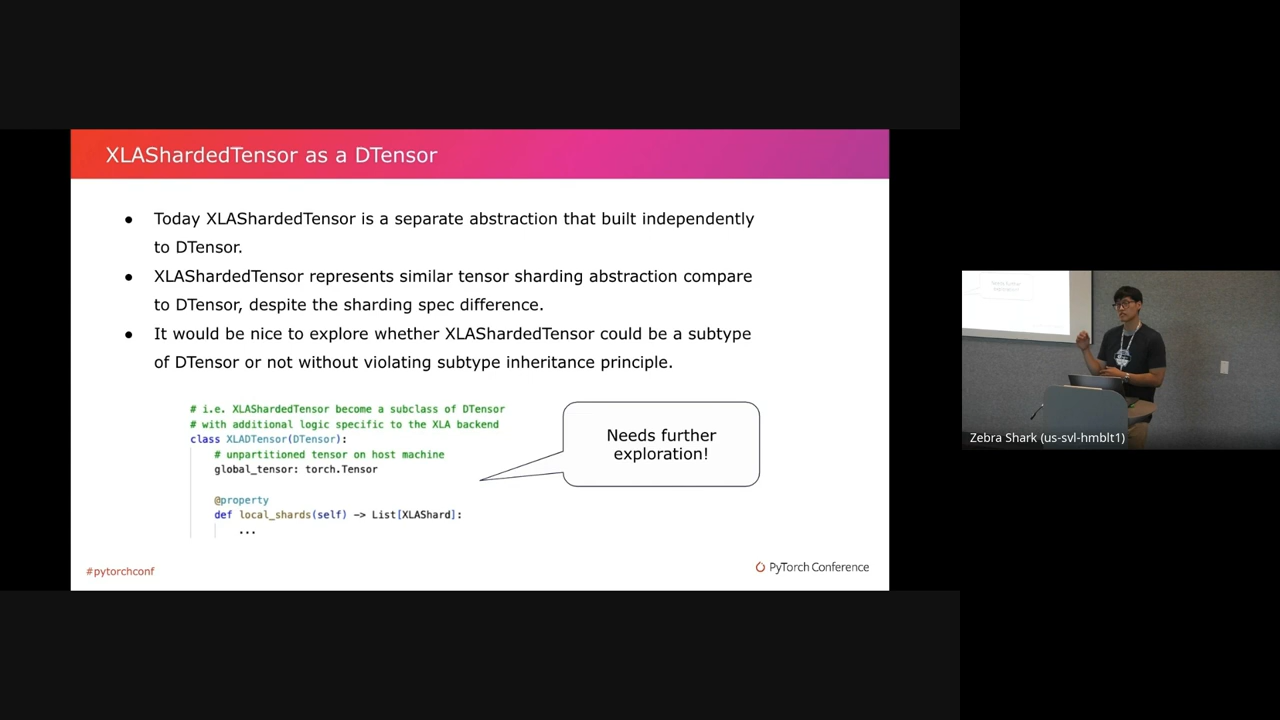 XLAShardedTensor as a DTensor
● Today XLAShardedTensor is a separate abstraction that built independently
to DTensor.
● XLAShardedTensor represents similar tensor sharding abstraction compare
to DTensor, despite the sharding spec difference.
● It would be nice to explore whether XLAShardedTensor could be a subtype
of DTensor or not without violating subtype inheritance principle.
# i.e. XLAShardedTensor become a subclass of DTensor
# with additional logic specific to the XLA backend
class XLADTensor(DTensor):
# unpartitioned tensor on host machine
global_tensor: torch.Tensor
@property
def local_shards(self) -> List[XLAShard]:
...
Needs further
exploration!
#pytorchconf
PyTorch Conference
Zebra Shark (us-svl-hmblt1)